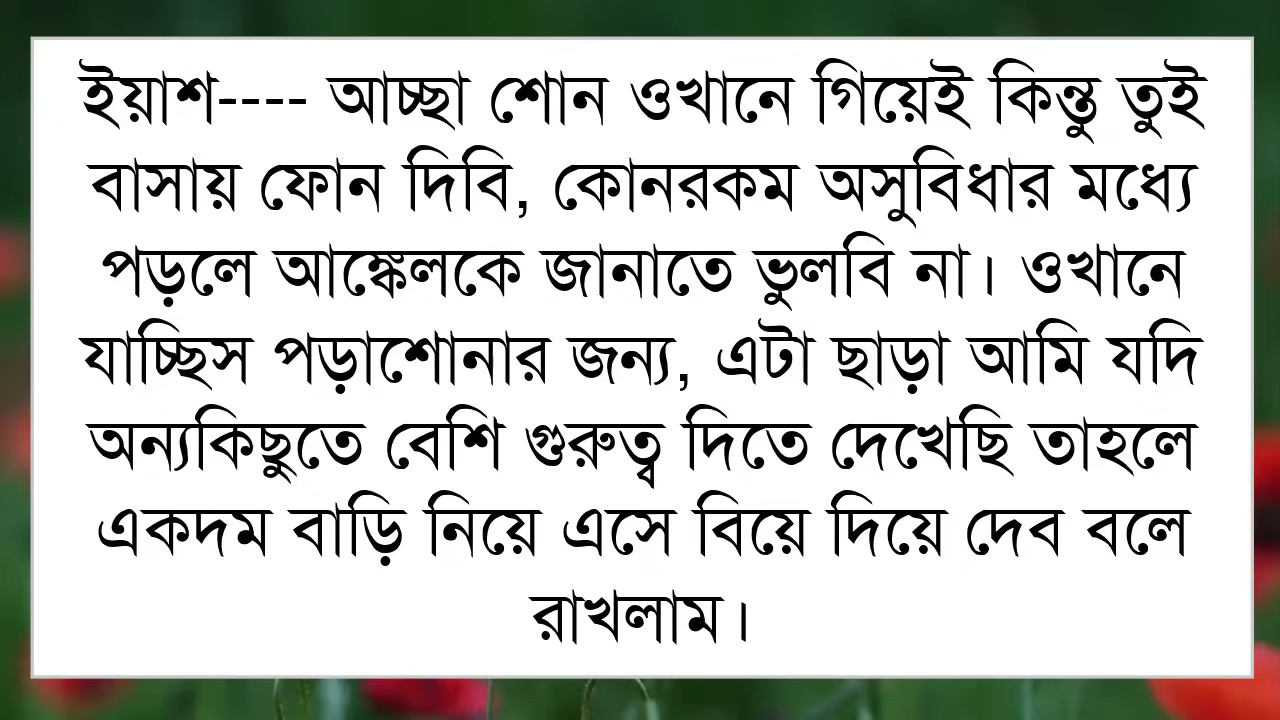 ইয়াশ---- আচ্ছা শোন ওখানে গিয়েই কিন্তু তুই
বাসায় ফোন দিবি, কোনরকম অসুবিধার মধ্যে
পড়লে আঙ্কেলকে জানাতে ভুলবি না। ওখানে
যাচ্ছিস পড়াশোনার জন্য, এটা ছাড়া আমি যদি
অন্যকিছুতে বেশি গুরুত্ব দিতে দেখেছি তাহলে
একদম বাড়ি নিয়ে এসে বিয়ে দিয়ে দেব বলে
রাখলাম।